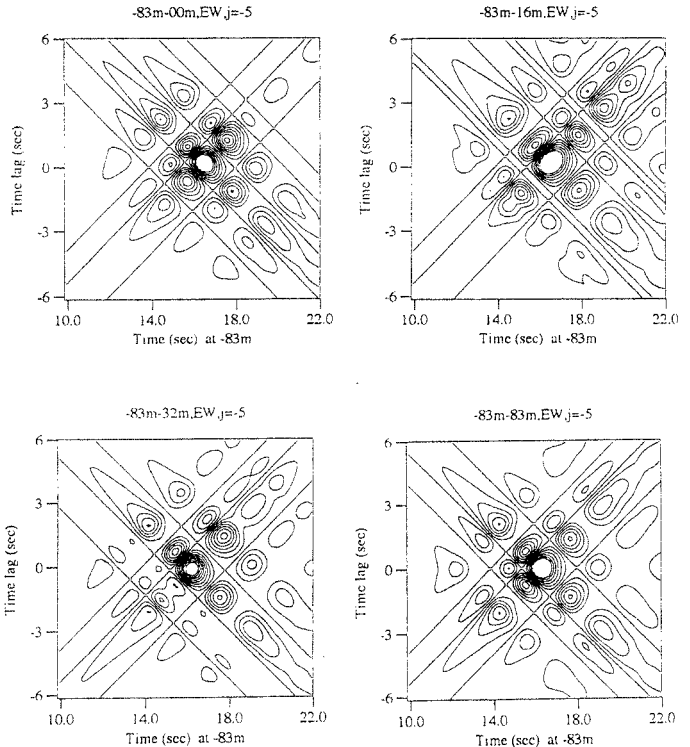 -83m-00m,EW,j=-5
6
3
0
-3
-6
Time lag (sec)
10.0 14.0 18.0 22.0
Time (sec) at -83m
-83m-16m,EW,j=-5
6
3
0
-3
-6
Time lag (sec)
10.0 14.0 18.0 22.0
Time (sec) at -83m
-83m-32m,EW,j=-5
6
3
0
-3
-6
Time lag (sec)
10.0 14.0 18.0 22.0
Time (sec) at -83m
-83m-83m,EW,j=-5
6
3
0
-3
-6
Time lag (sec)
10.0 14.0 18.0 22.0
Time (sec) at -83m